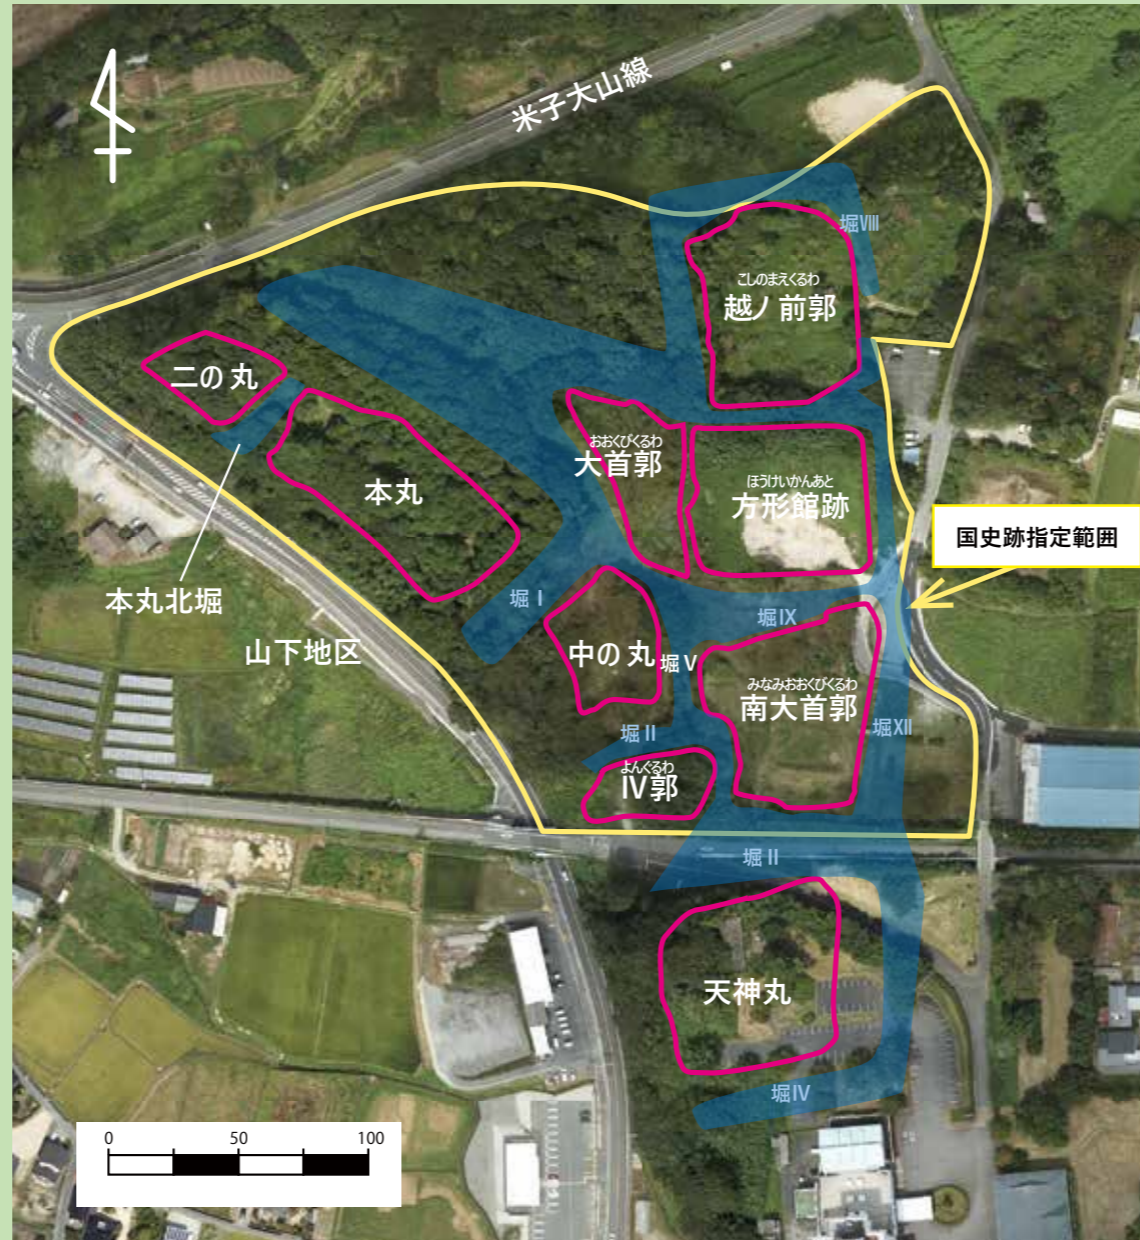 米子大山線
堀Ⅷ
こしのまえくるわ
越ノ前郭
二の丸
おおくびくるわ
大首郭
本丸
ほうけいかんあと
方形館跡
国史跡指定範囲
本丸北堀
堀Ⅰ
堀Ⅸ
山下地区
中の丸
堀Ⅴ
みなみおおくびくるわ
南大首郭
堀Ⅱ
堀Ⅻ
よんくるわ
Ⅳ郭
堀Ⅱ
天神丸
堀Ⅳ
0 50 100